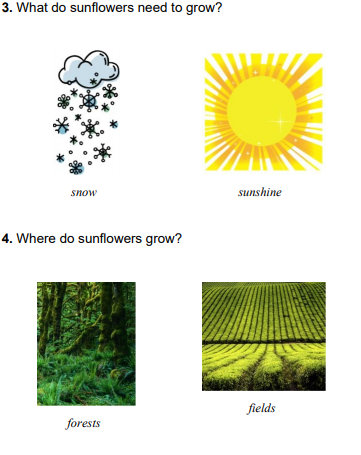 3. What do sunflowers need to grow?
snow
sunshine
4. Where do sunflowers grow?
forests
fields